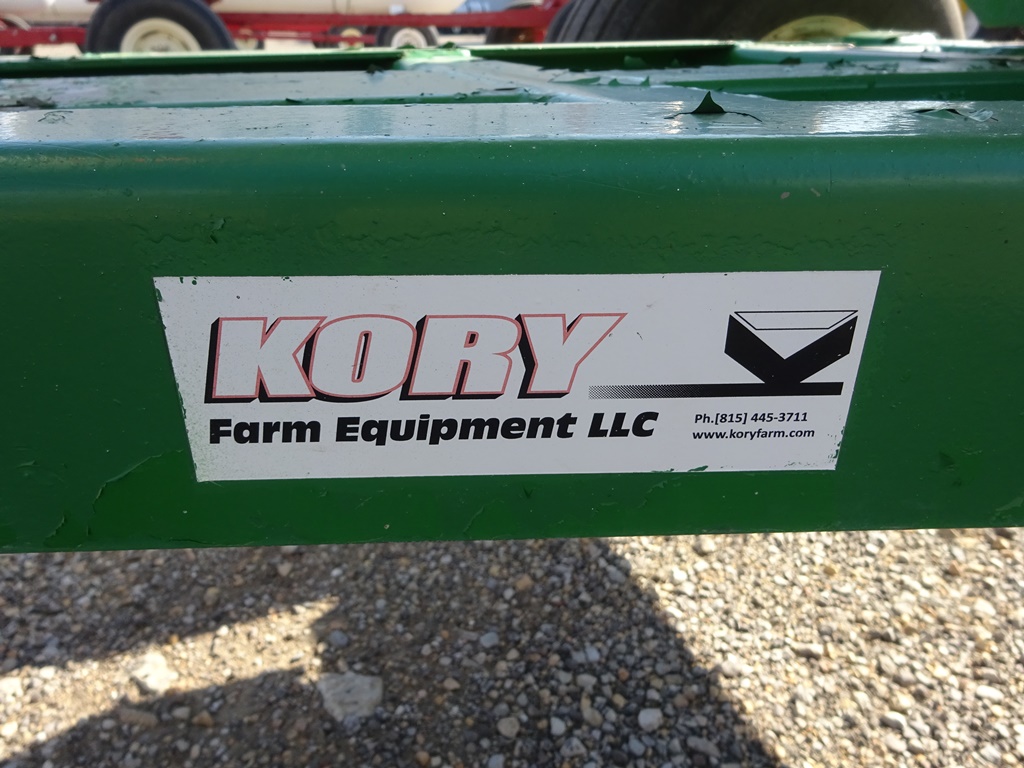 KORY
Farm Equipment LLC
Ph.[815] 445-3711
www.koryfarm.com